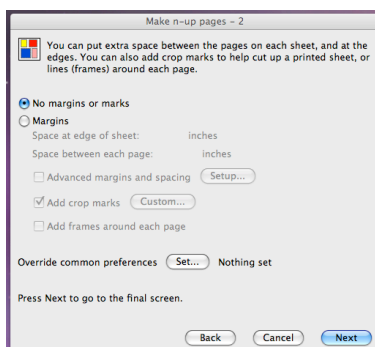 Make n-up pages - 2
You can put extra space between the pages on each sheet, and at the
edges. You can also add crop marks to help cut up a printed sheet, or
lines (frames) around each page.
No margins or marks
Margins
Space at edge of sheet: inches
Space between each page: inches
Advanced margins and spacing Setup...
Add crop marks Custom...
Add frames around each page
Override common preferences Set... Nothing set
Press Next to go to the final screen.
Back Cancel Next